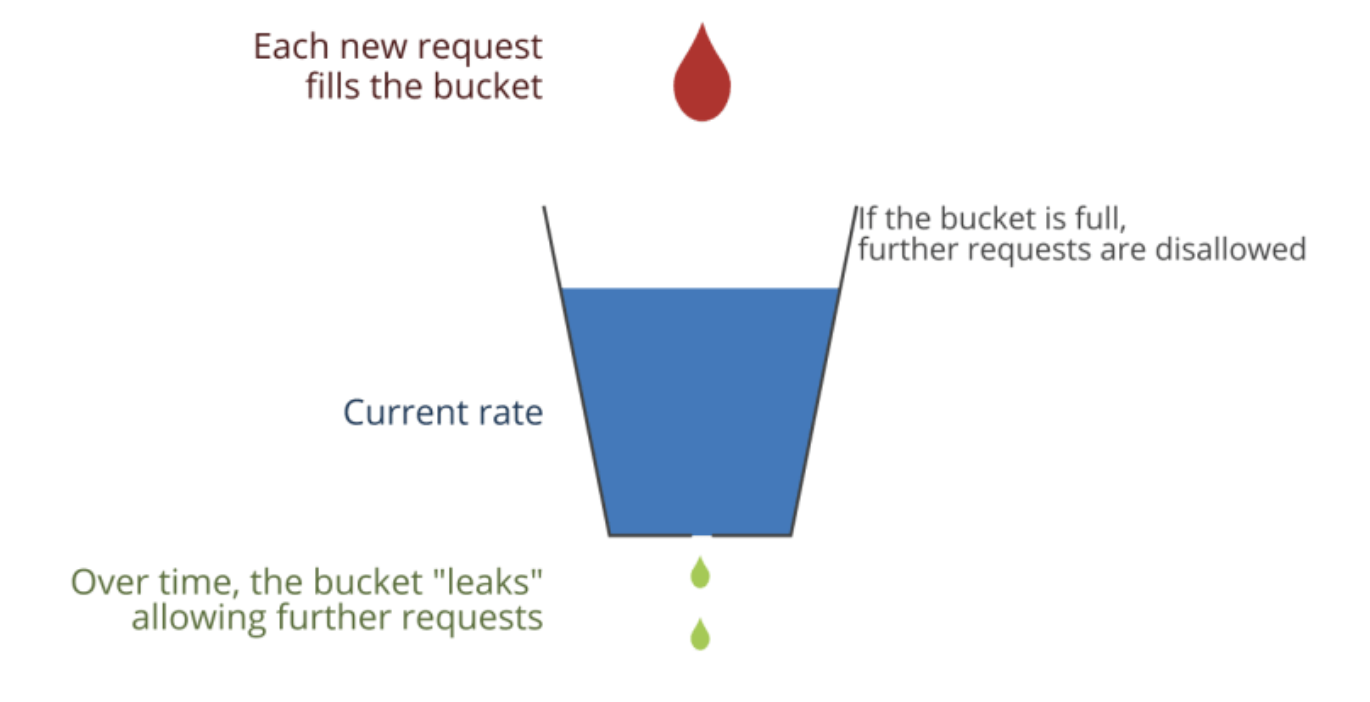 Each new request
fills the bucket
If the bucket is full,
further requests are disallowed
Current rate
Over time, the bucket "leaks"
allowing further requests